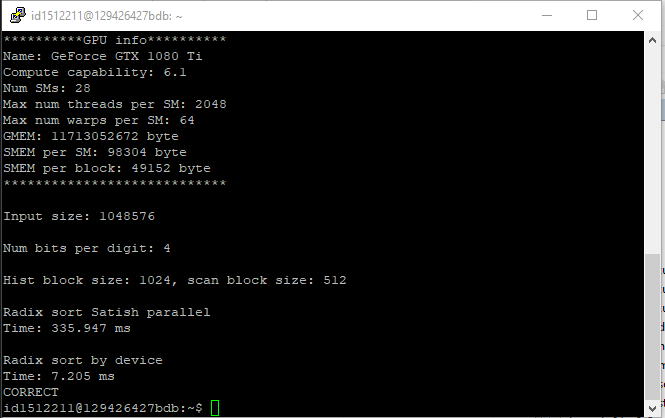 id1512211@129426427bdb: ~
**********GPU info**********
Name: GeForce GTX 1080 Ti
Compute capability: 6.1
Num SMs: 28
Max num threads per SM: 2048
Max num warps per SM: 64
GMEM: 11713052672 byte
SMEM per SM: 98304 byte
SMEM per block: 49152 byte
****************************
Input size: 1048576
Num bits per digit: 4
Hist block size: 1024, scan block size: 512
Radix sort Satish parallel
Time: 335.947 ms
Radix sort by device
Time: 7.205 ms
CORRECT
id1512211@129426427bdb:~$